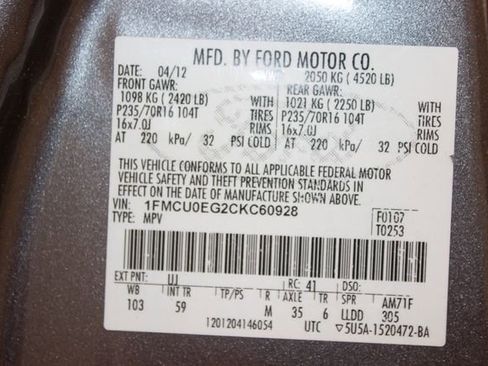 MFD. BY FORD MOTOR CO.
DATE: 04/12 2050 KG ( 4520 LB)
FRONT GAWR: REAR GAWR:
1098 KG ( 2420 LB) WITH 1021 KG ( 2250 LB) WITH
P235/70R16 104T TIRES P235/70R16 104T TIRES
16x7.0J RIMS 16x7.0J RIMS
AT 220 kPa/ 32 PSI COLD AT 220 kPa/ 32 PSI COLD
THIS VEHICLE CONFORMS TO ALL APPLICABLE FEDERAL MOTOR
VEHICLE SAFETY AND THEFT PREVENTION STANDARDS IN
EFFECT ON THE DATE OF MANUFACTURE SHOWN ABOVE.
VIN: 1FMCU0EG2CKC60928 F0107
TYPE: MPV T0253
EXT PNT: UJ RC: 41 DSO:
WB INT TR TP/PS R AXLE TR SPR AM71F
103 59 M 35 6 LLDD 305
1201204146054 UTC ▽5U5A-1520472-BA